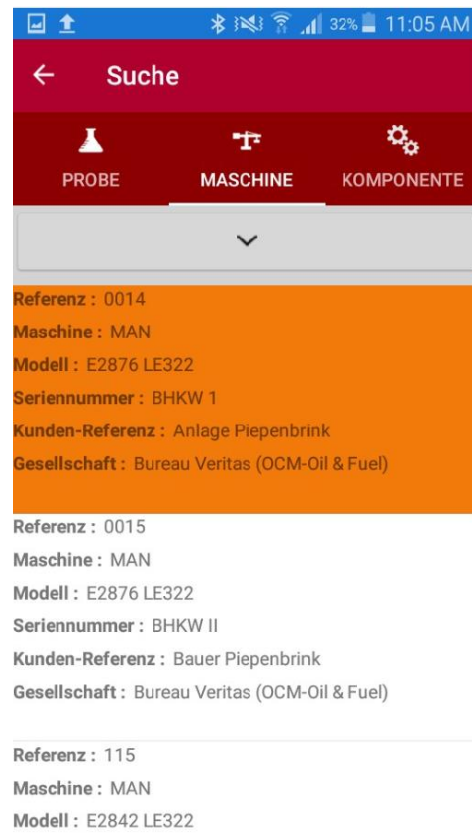 32% 11:05 AM
Suche
PROBE MASCHINE KOMPONENTE
Referenz : 0014
Maschine : MAN
Modell : E2876 LE322
Seriennummer : BHKW 1
Kunden-Referenz : Anlage Piepenbrink
Gesellschaft : Bureau Veritas (OCM-Oil & Fuel)
Referenz : 0015
Maschine : MAN
Modell : E2876 LE322
Seriennummer : BHKW II
Kunden-Referenz : Bauer Piepenbrink
Gesellschaft : Bureau Veritas (OCM-Oil & Fuel)
Referenz : 115
Maschine : MAN
Modell : E2842 LE322